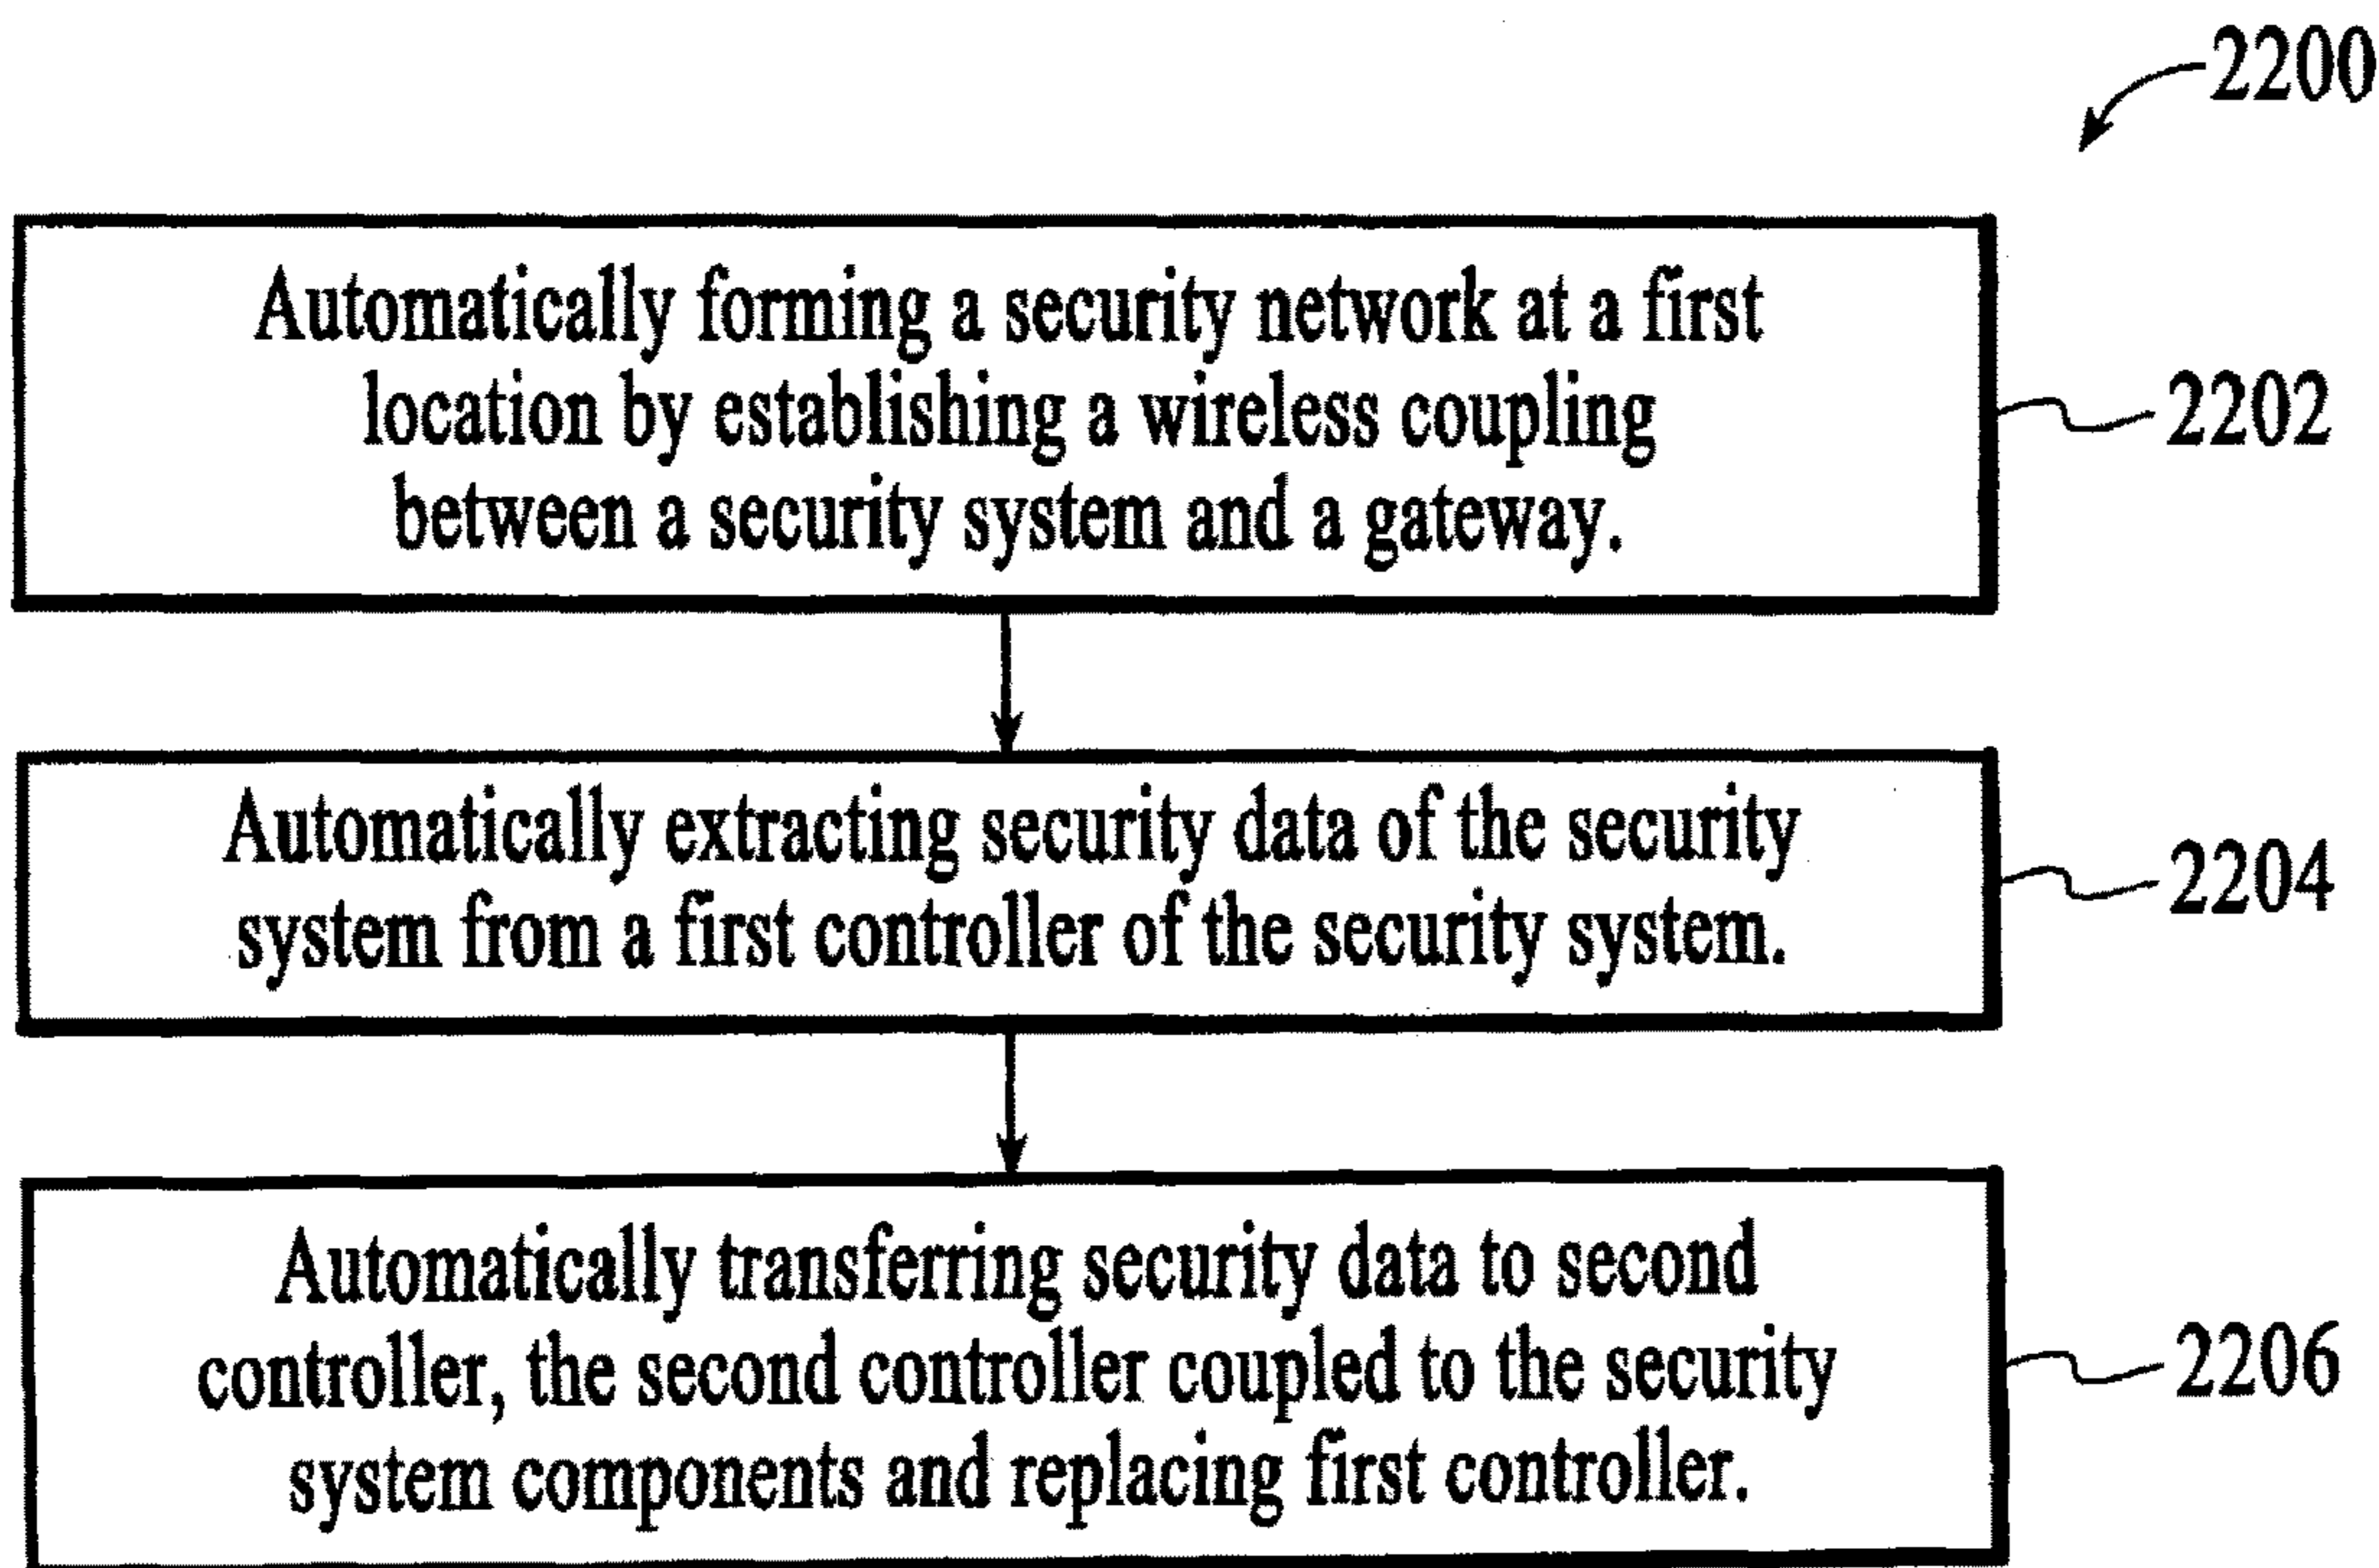 2200
Automatically forming a security network at a first
location by establishing a wireless coupling
between a security system and a gateway.
2202
Automatically extracting security data of the security
system from a first controller of the security system.
2204
Automatically transferring security data to second
controller, the second controller coupled to the security
system components and replacing first controller.
2206